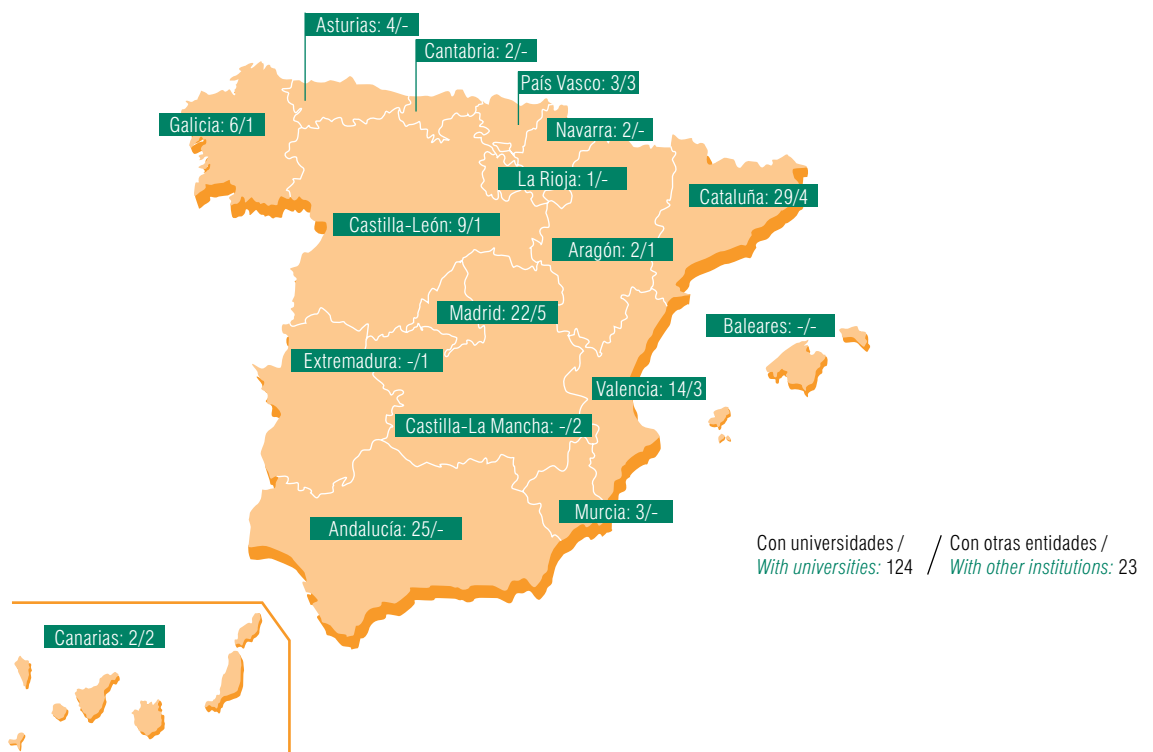 Asturias: 4/-
Cantabria: 2/-
País Vasco: 3/3
Galicia: 6/1
Navarra: 2/-
La Rioja: 1/-
Cataluña: 29/4
Castilla-León: 9/1
Aragón: 2/1
Madrid: 22/5
Baleares: -/-
Extremadura: -/1
Valencia: 14/3
Castilla-La Mancha: -/2
Murcia: 3/-
Andalucía: 25/-
Con universidades / / Con otras entidades /
With universities: 124 With other institutions: 23
Canarias: 2/2